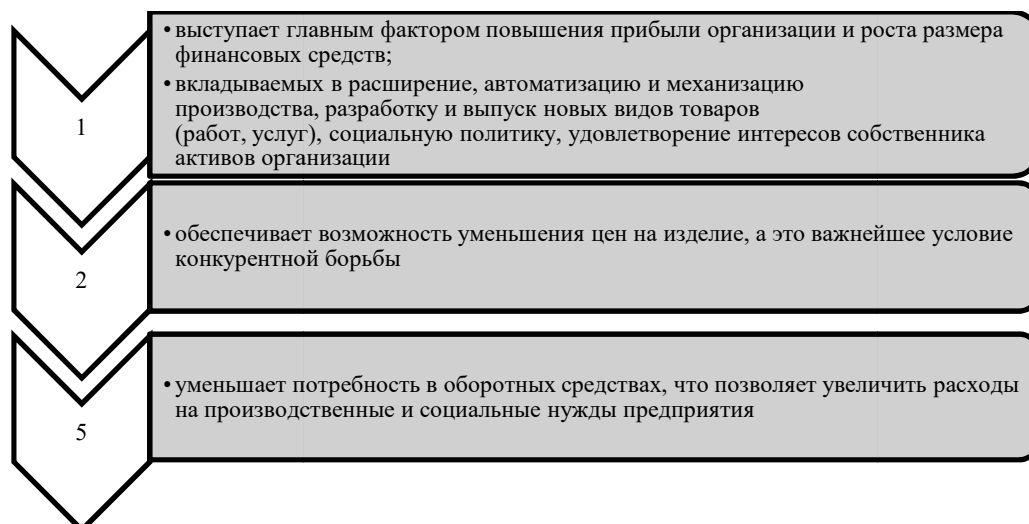 • выступает главным фактором повышения прибыли организации и роста размера
финансовых средств;
• вкладываемых в расширение, автоматизацию и механизацию
производства, разработку и выпуск новых видов товаров
(работ, услуг), социальную политику, удовлетворение интересов собственника
активов организации
1
• обеспечивает возможность уменьшения цен на изделие, а это важнейшее условие
конкурентной борьбы
2
• уменьшает потребность в оборотных средствах, что позволяет увеличить расходы
на производственные и социальные нужды предприятия
5